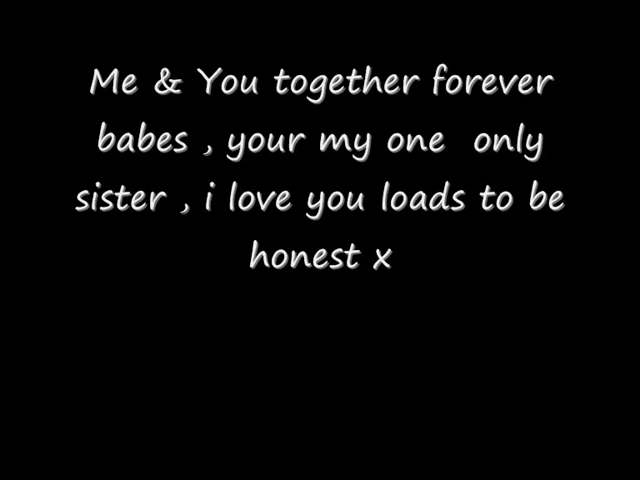 Me & You together forever
babes , your my one  only
sister , i love you loads to be
honest x